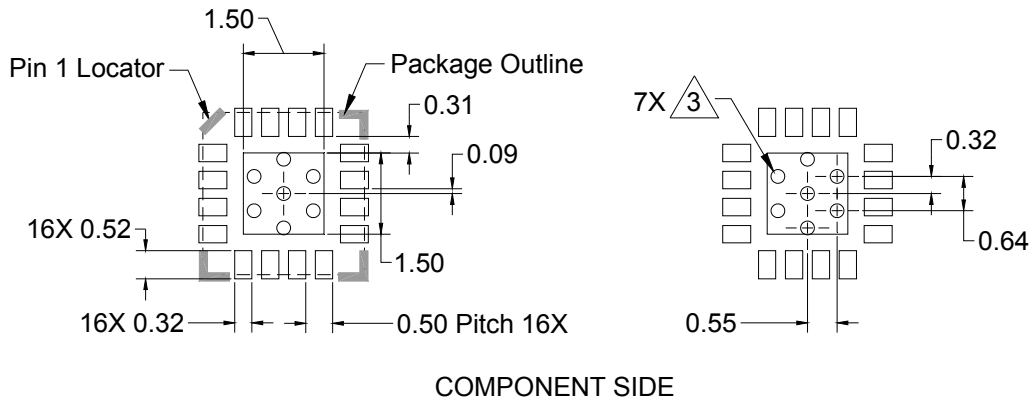 1.50
Pin 1 Locator
Package Outline
0.31
0.09
16X 0.52
1.50
16X 0.32
0.50 Pitch 16X
7X 3
0.32
0.64
0.55
COMPONENT SIDE